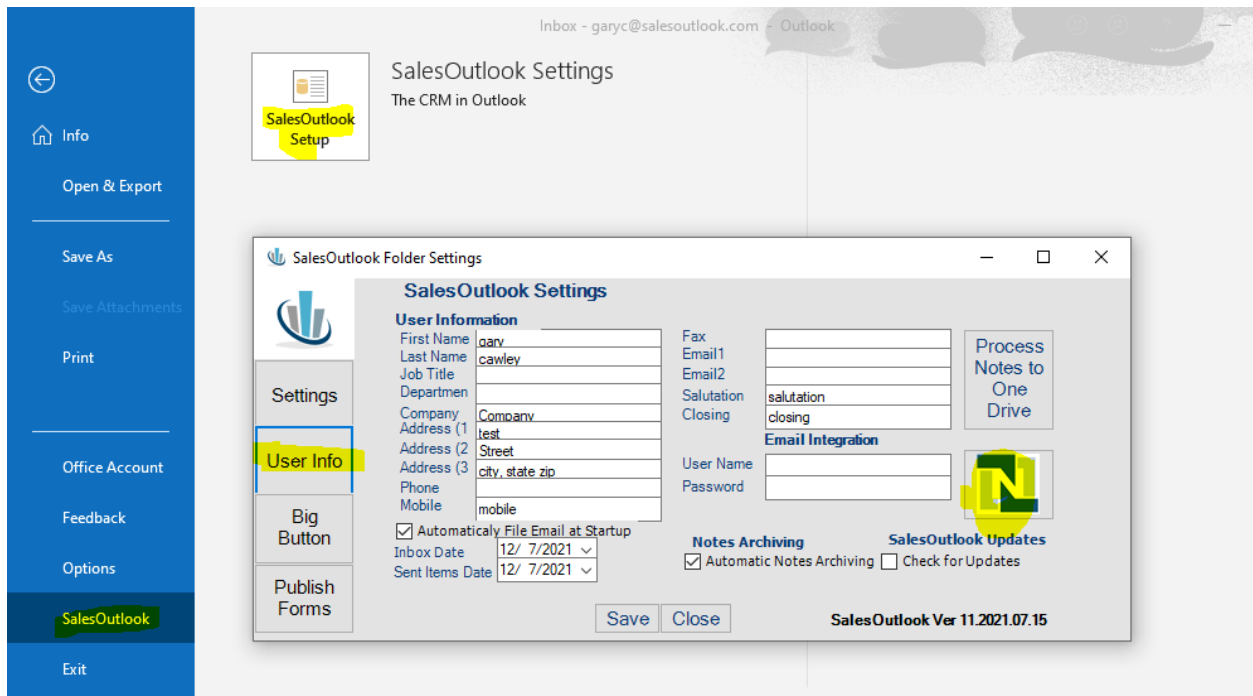 Inbox - garyc@salesoutlook.com - Outlook
Info
Open & Export
Save As
Save Attachments
Print
Office Account
Feedback
Options
SalesOutlook
Exit
SalesOutlook
Setup
SalesOutlook Settings
The CRM in Outlook
SalesOutlook Folder Settings
Settings
User Info
Big
Button
Publish
Forms
SalesOutlook Settings
User Information
First Name gary
Last Name cawley
Job Title
Departmen
Company Company
Address (1 test
Address (2 Street
Address (3 city, state zip
Phone
Mobile mobile
Automaticaly File Email at Startup
Inbox Date 12/ 7/2021
Sent Items Date 12/ 7/2021
Fax
Email1
Email2
Salutation salutation
Closing closing
Email Integration
User Name
Password
Notes Archiving
Automatic Notes Archiving
SalesOutlook Updates
Check for Updates
Process
Notes to
One
Drive
N
Save Close
SalesOutlook Ver 11.2021.07.15